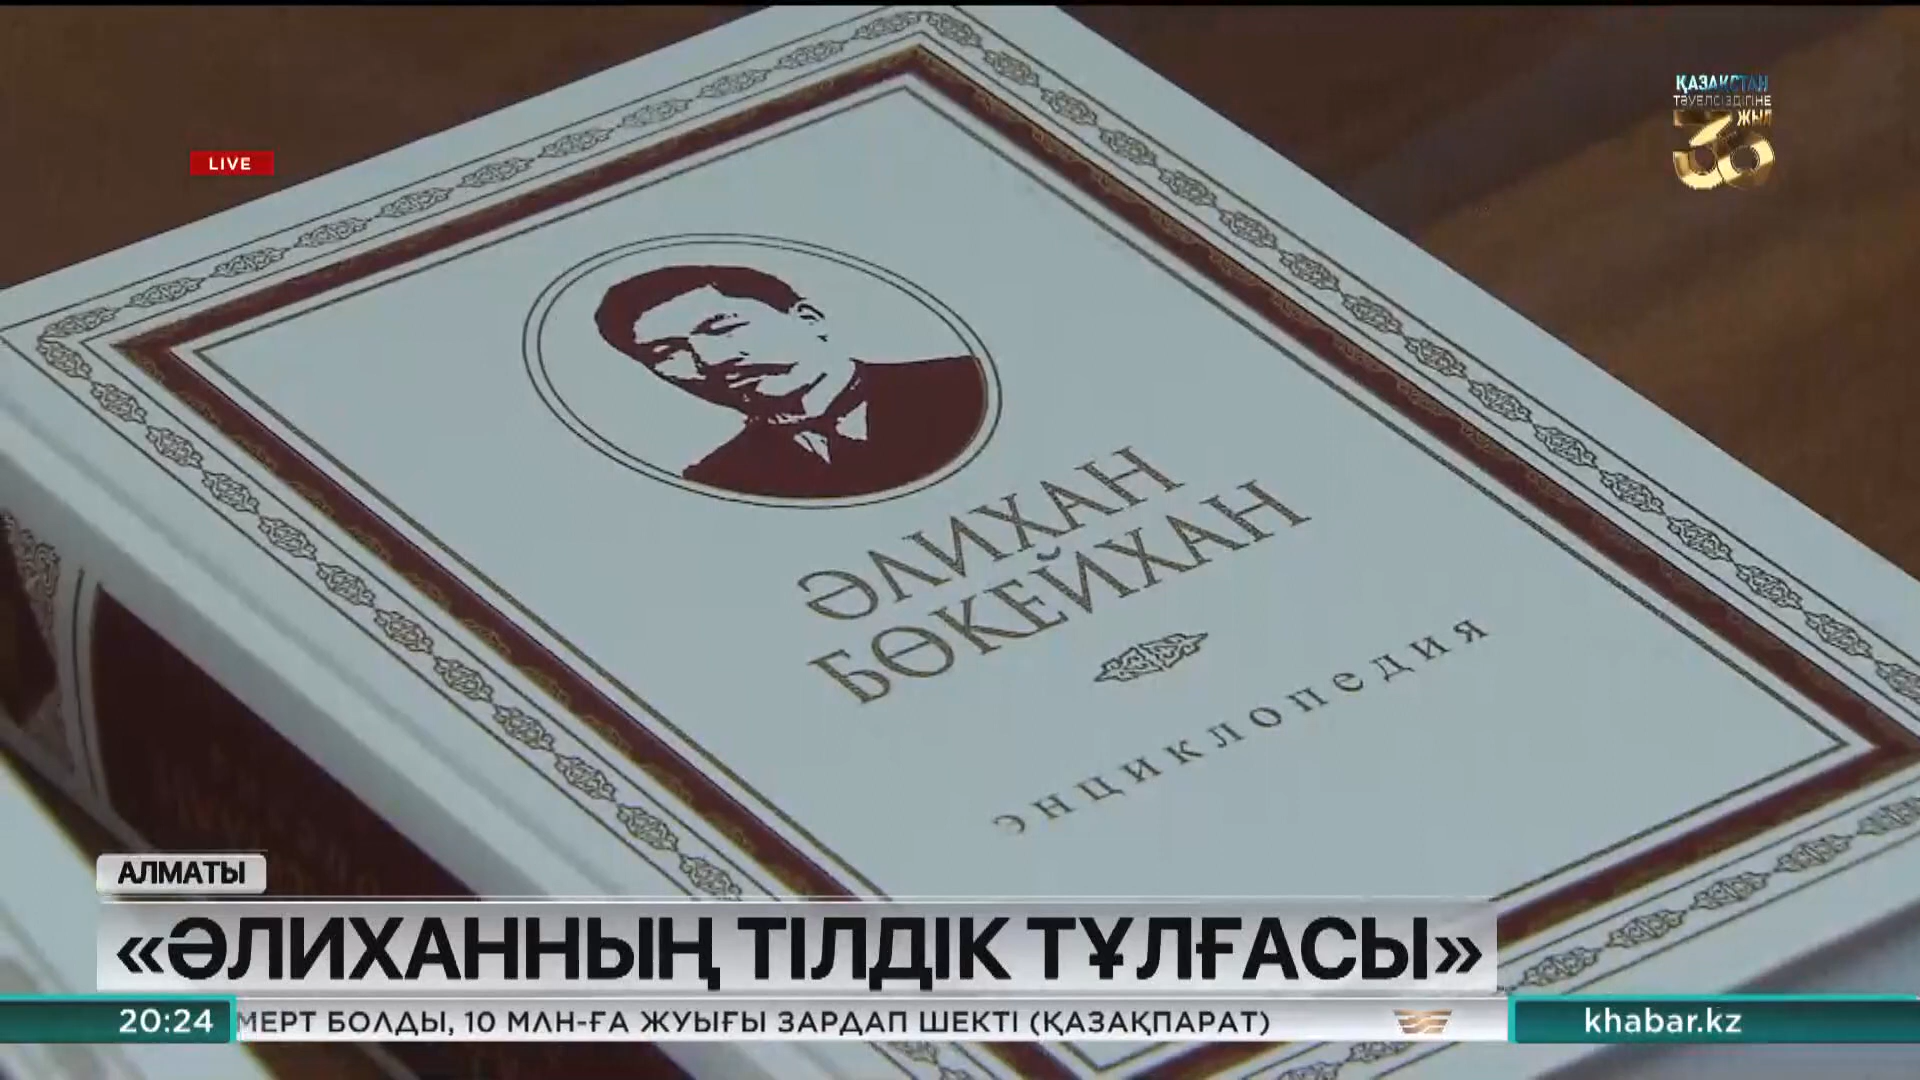 ҚАЗАҚСТАН
ТӘУЕЛСІЗДІГІНЕ
30 ЖЫЛ
LIVE
ӘЛИХАН
БӨКЕЙХАН
энциклопедия
АЛМАТЫ
«ӘЛИХАННЫҢ ТІЛДІК ТҰЛҒАСЫ»
20:24
МЕРТ БОЛДЫ, 10 МЛН-ҒА ЖУЫҒЫ ЗАРДАП ШЕКТІ (ҚАЗАҚПАРАТ)
khabar.kz